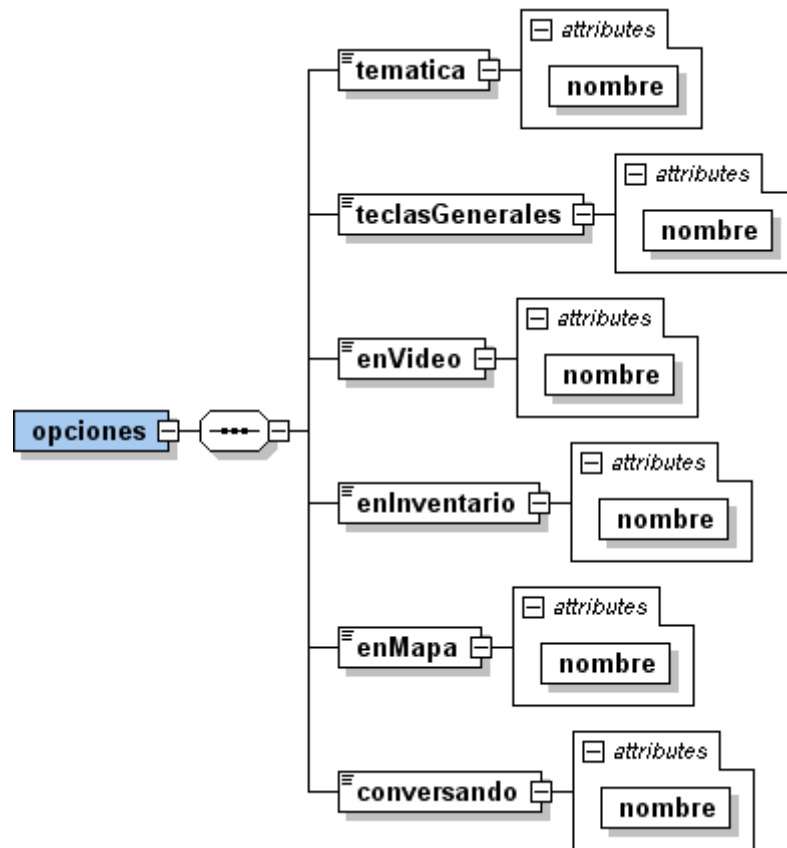 attributes
tematica
nombre
attributes
teclasGenerales
nombre
attributes
enVideo
nombre
opciones
attributes
enInventario
nombre
attributes
enMapa
nombre
attributes
conversando
nombre